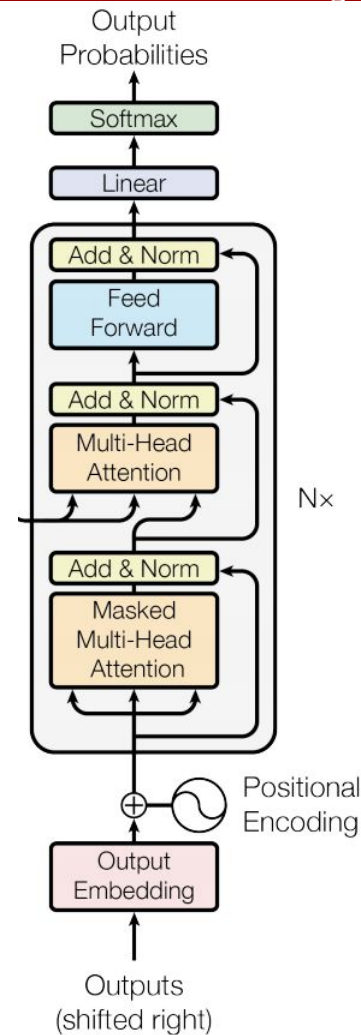 Output
Probabilities
Softmax
Linear
Add & Norm
Feed
Forward
Add & Norm
Multi-Head
Attention
N×
Add & Norm
Masked
Multi-Head
Attention
Positional
Encoding
Output
Embedding
Outputs
(shifted right)